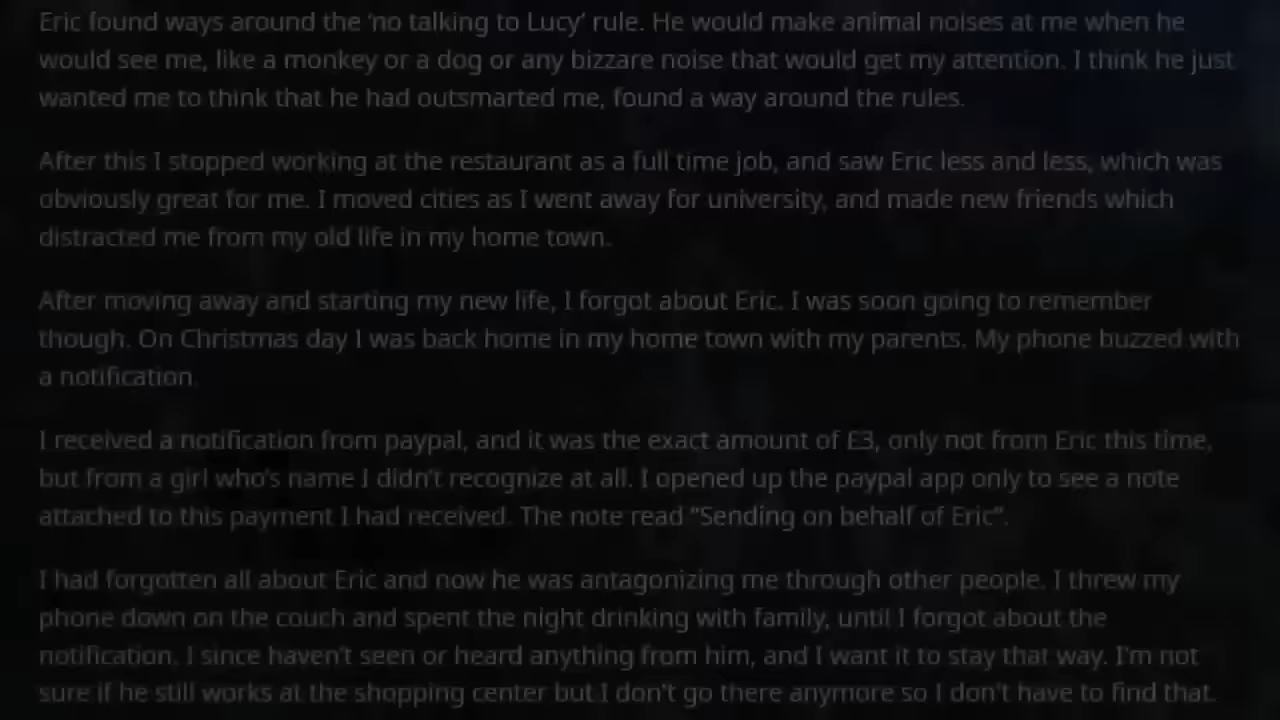 Eric found ways around the ‘no talking to Lucy’ rule. He would make animal noises at me when he
would see me, like a monkey or a dog or any bizzare noise that would get my attention. I think he just
wanted me to think that he had outsmarted me, found a way around the rules.
After this I stopped working at the restaurant as a full time job, and saw Eric less and less, which was
obviously great for me. I moved cities as I went away for university, and made new friends which
distracted me from my old life in my home town.
After moving away and starting my new life, I forgot about Eric. I was soon going to remember
though. On Christmas day I was back home in my home town with my parents. My phone buzzed with
a notification.
I received a notification from paypal, and it was the exact amount of £3, only not from Eric this time,
but from a girl who’s name I didn’t recognize at all. I opened up the paypal app only to see a note
attached to this payment I had received. The note read “Sending on behalf of Eric”.
I had forgotten all about Eric and now he was antagonizing me through other people. I threw my
phone down on the couch and spent the night drinking with family, until I forgot about the
notification. I since haven’t seen or heard anything from him, and I want it to stay that way. I’m not
sure if he still works at the shopping center but I don’t go there anymore so I don’t have to find that.